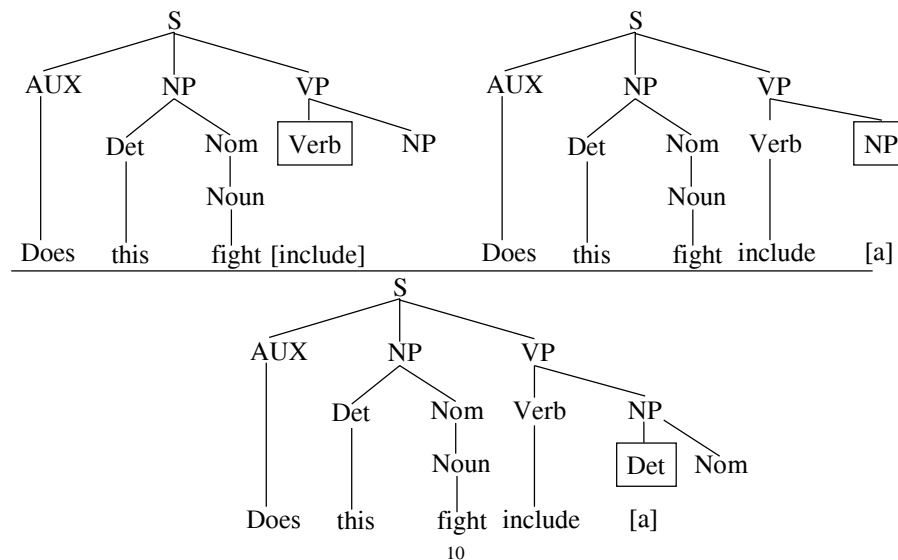 S S
AUX NP VP AUX NP VP
Det Nom Verb NP Det Nom Verb NP
Noun Noun
Does this fight [include] Does this fight include [a]
S
AUX NP VP
Det Nom Verb NP
Noun Det Nom
Does this fight include [a]
10